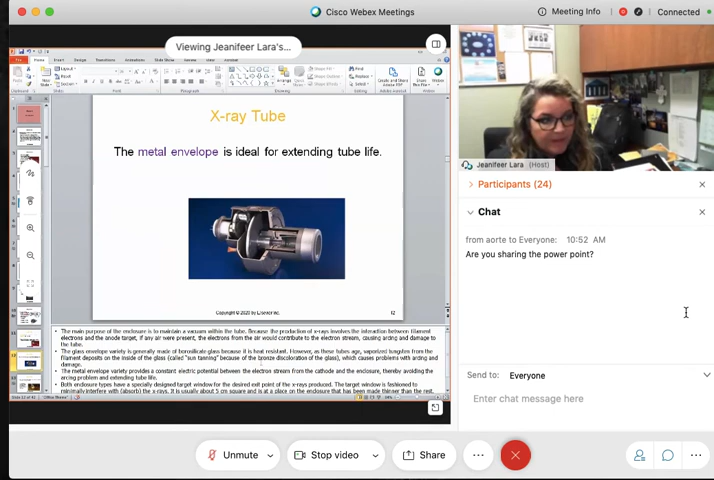 Cisco Webex Meetings
Meeting Info
Connected
Viewing Jeanifeer Lara's...
X-ray Tube
The metal envelope is ideal for extending tube life.
Copyright © 2020 by Elsevier Inc.
12
The main purpose of the enclosure is to maintain a vacuum within the tube. Because the production of x-rays involves the interaction between filament
electrons and the anode target, if any air were present, the electrons from the air would contribute to the electron stream, causing arcing and damage to
the tube.
The glass envelope variety is generally made of borosilicate glass because it is heat resistant. However, as these tubes age, vaporized tungsten from the
filament deposits on the inside of the glass (called "sun tanning" because of the bronze discoloration of the glass), which causes problems with arcing and
damage.
The metal envelope variety provides a constant electric potential between the electron stream from the cathode and the enclosure, thereby avoiding the
arcing problem and extending tube life.
Both enclosure types have a specially designed target window for the desired exit point of the x-rays produced. The target window is fashioned to
minimally interfere with (absorb) the x-rays. It is usually about 5 cm square and is at a place on the enclosure that has been made thinner than the rest.
Jeanifeer Lara (Host)
Participants (24)
Chat
from aorte to Everyone: 10:52 AM
Are you sharing the power point?
Send to: Everyone
Enter chat message here
Unmute
Stop video
Share